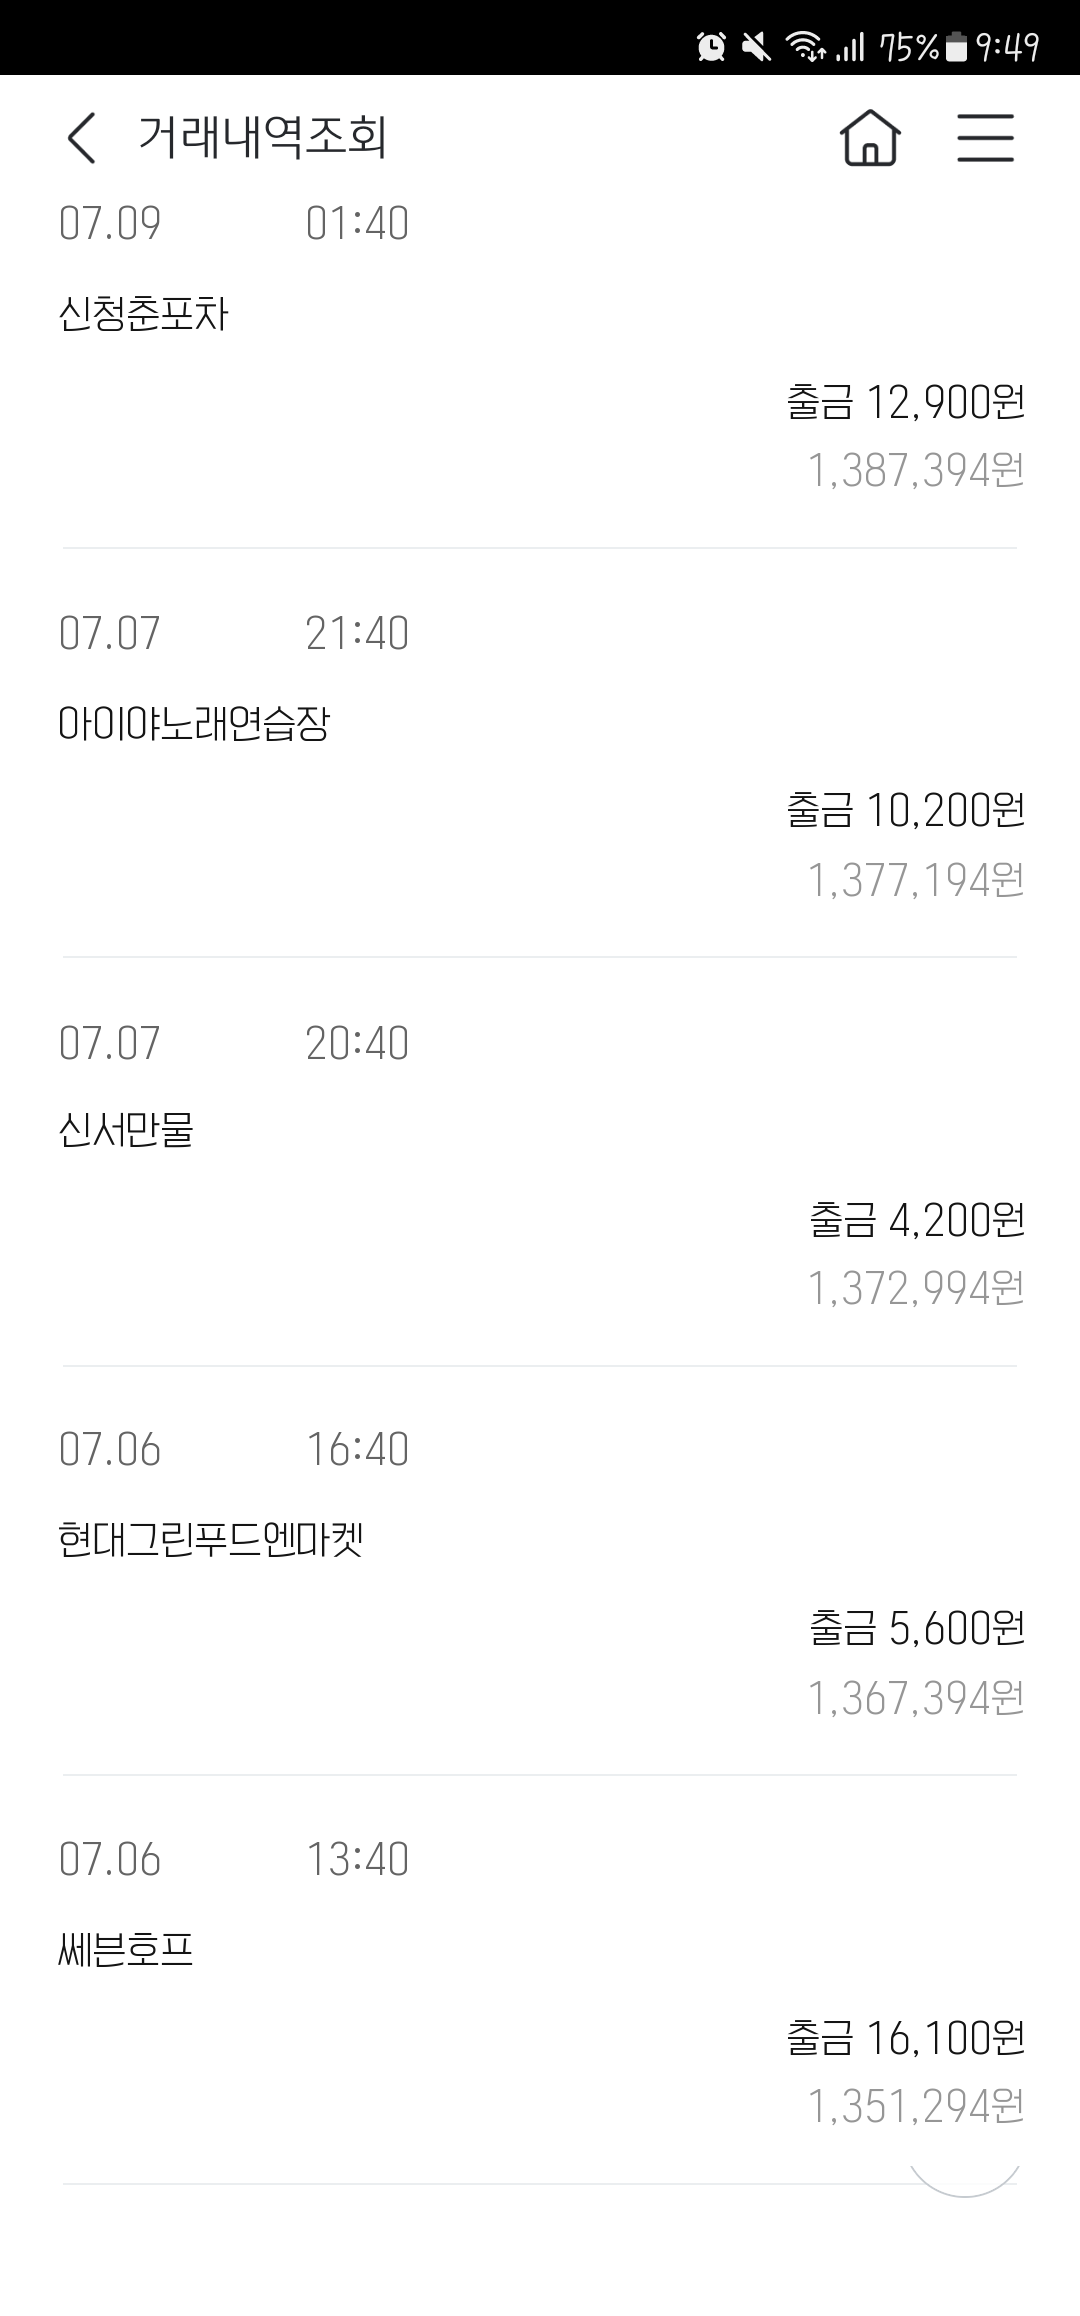 75% 9:49
거래내역조회
07.09 01:40
신청춘포차
출금 12,900원
1,387,394원
07.07 21:40
아이야노래연습장
출금 10,200원
1,377,194원
07.07 20:40
신서만물
출금 4,200원
1,372,994원
07.06 16:40
현대그린푸드엔마켓
출금 5,600원
1,367,394원
07.06 13:40
쎄븐호프
출금 16,100원
1,351,294원